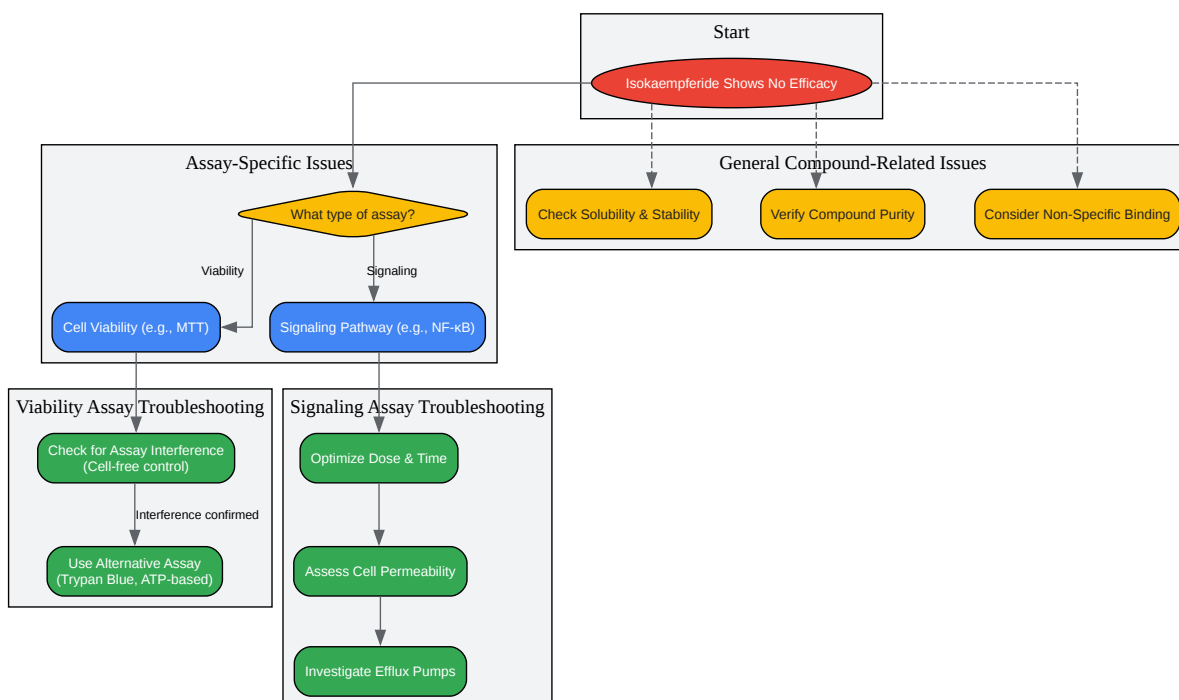 Start
Isokaempferide Shows No Efficacy
Assay-Specific Issues
General Compound-Related Issues
What type of assay?
Check Solubility & Stability
Verify Compound Purity
Consider Non-Specific Binding
Viability
Signaling
Cell Viability (e.g., MTT)
Signaling Pathway (e.g., NF-κB)
Viability Assay Troubleshooting
Signaling Assay Troubleshooting
Check for Assay Interference
(Cell-free control)
Optimize Dose & Time
Interference confirmed
Use Alternative Assay
(Trypan Blue, ATP-based)
Assess Cell Permeability
Investigate Efflux Pumps